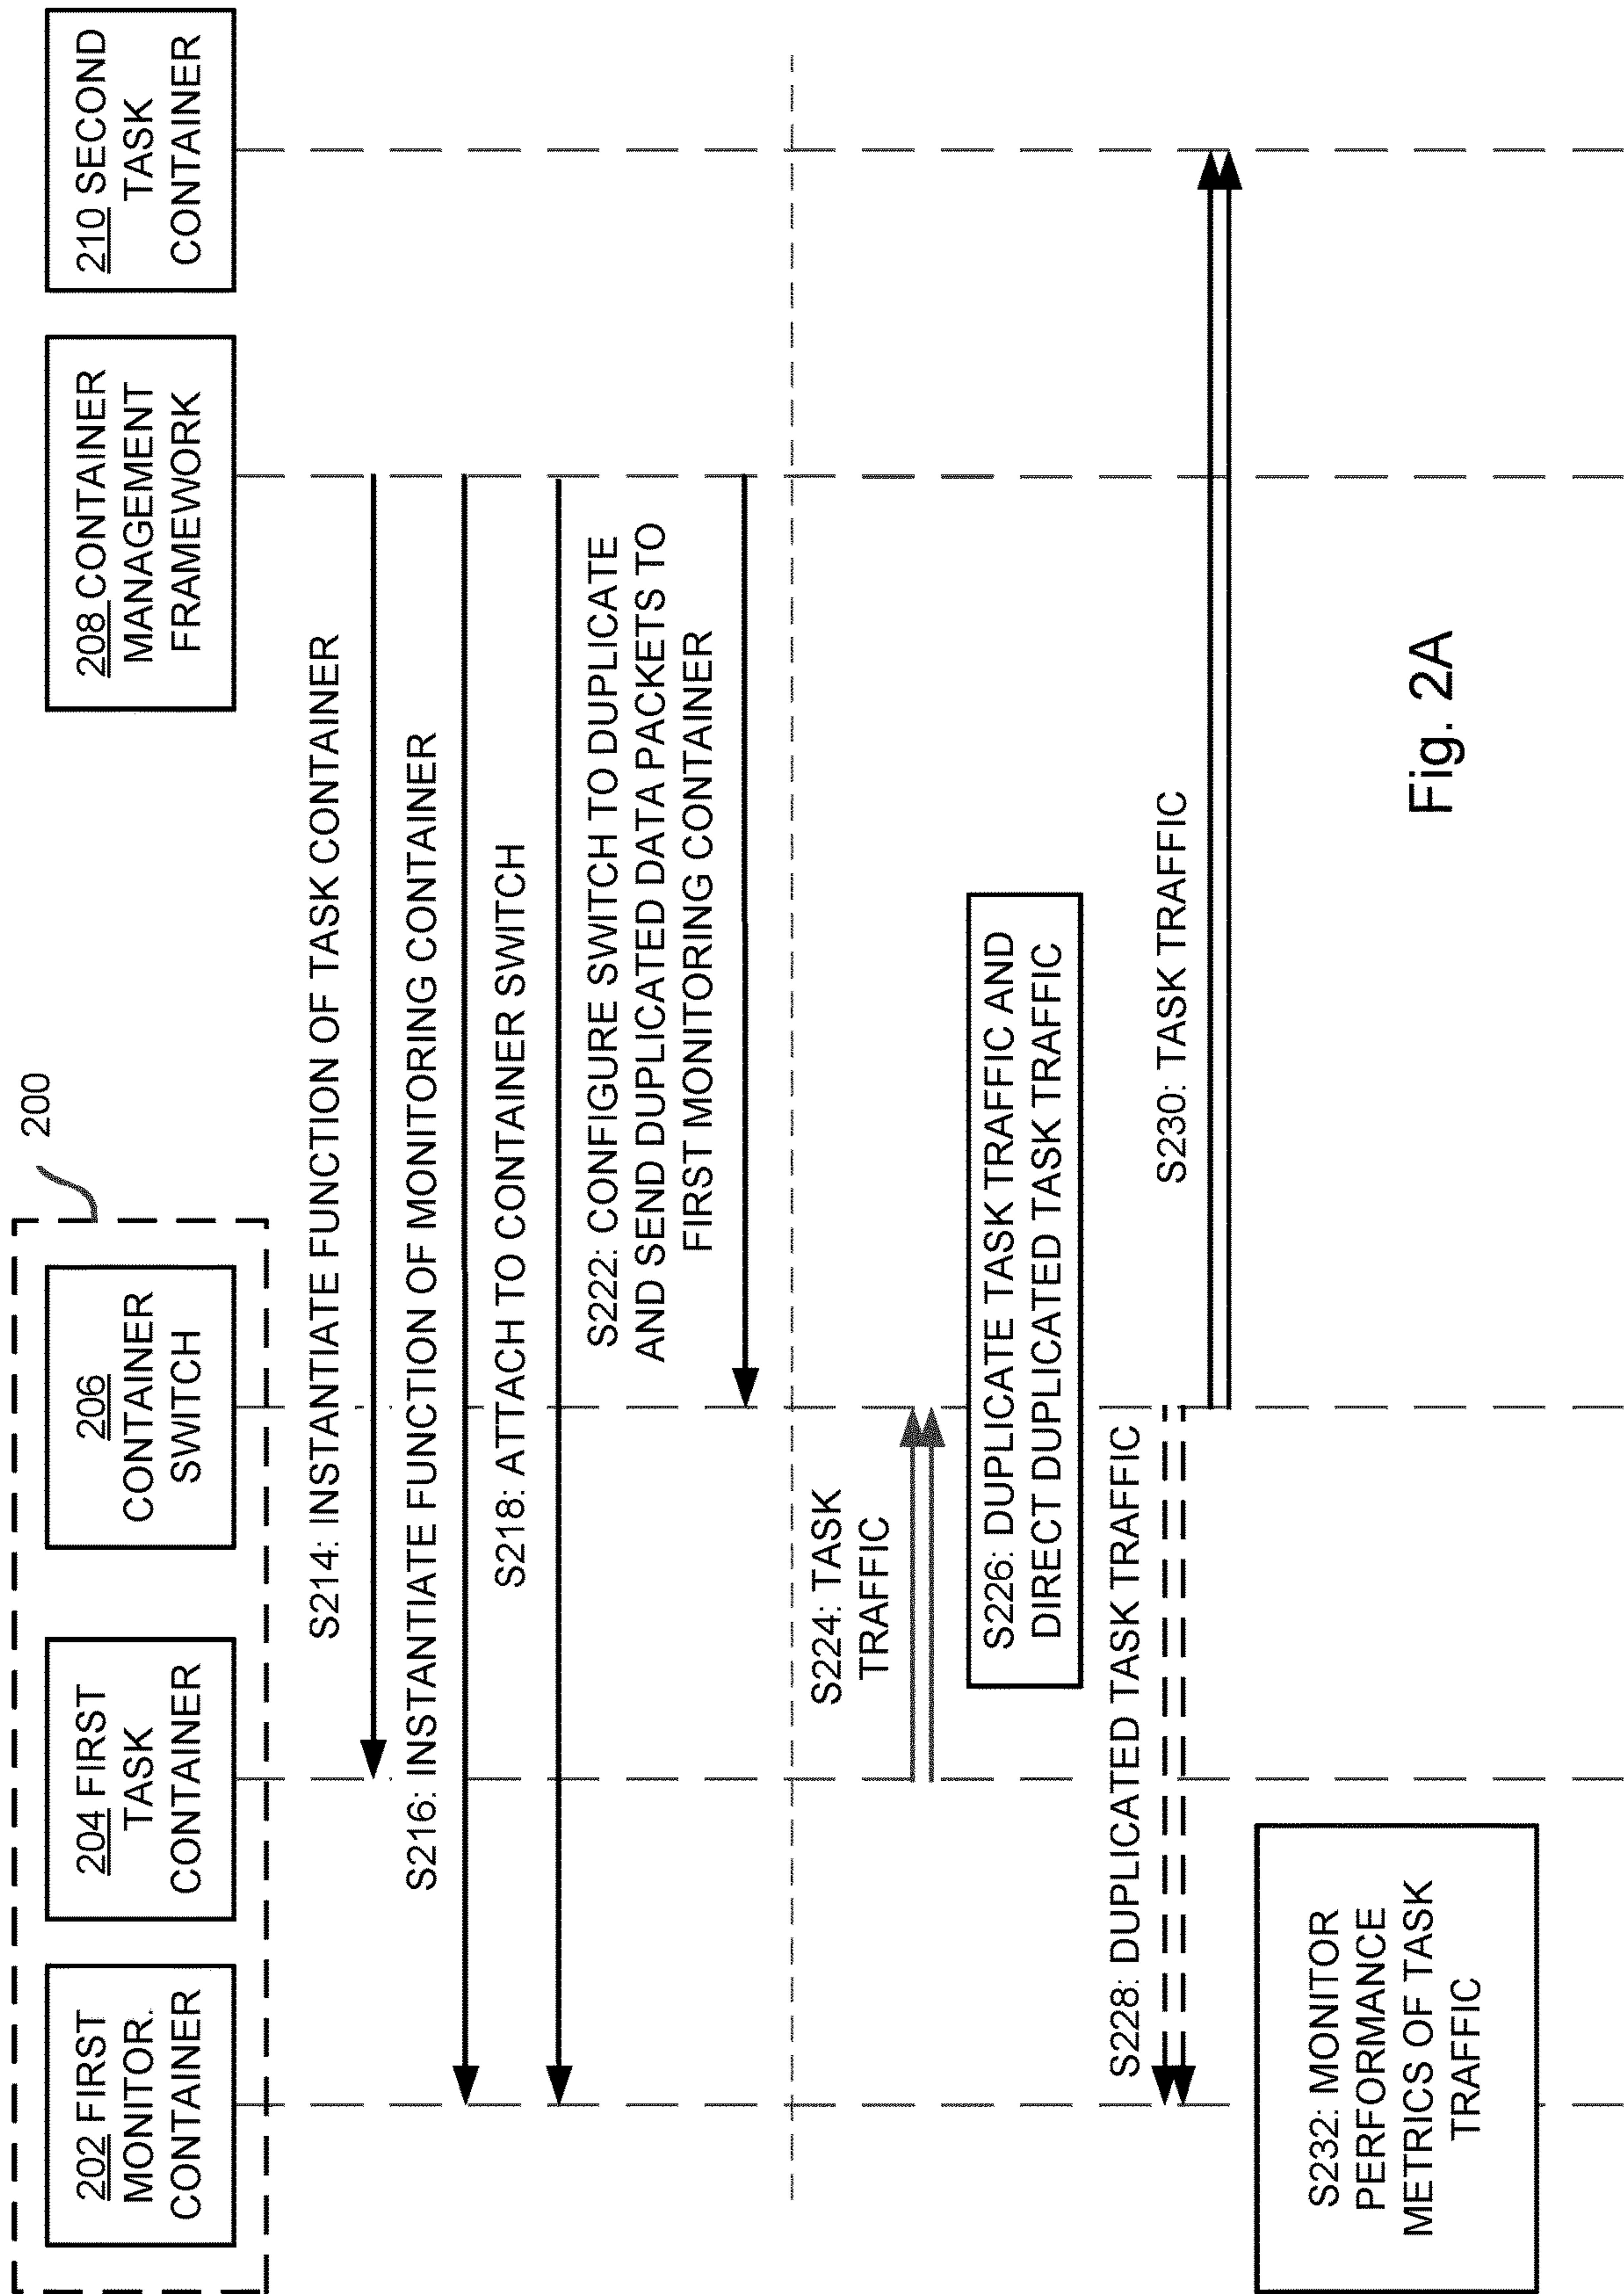 200
202 FIRST
MONITOR.
CONTAINER
204 FIRST
TASK
CONTAINER
206
CONTAINER
SWITCH
208 CONTAINER
MANAGEMENT
FRAMEWORK
210 SECOND
TASK
CONTAINER
S214: INSTANTIATE FUNCTION OF TASK CONTAINER
S216: INSTANTIATE FUNCTION OF MONITORING CONTAINER
S218: ATTACH TO CONTAINER SWITCH
S222: CONFIGURE SWITCH TO DUPLICATE
AND SEND DUPLICATED DATA PACKETS TO
FIRST MONITORING CONTAINER
S224: TASK
TRAFFIC
S226: DUPLICATE TASK TRAFFIC AND
DIRECT DUPLICATED TASK TRAFFIC
S228: DUPLICATED TASK TRAFFIC
S230: TASK TRAFFIC
S232: MONITOR
PERFORMANCE
METRICS OF TASK
TRAFFIC
Fig. 2A